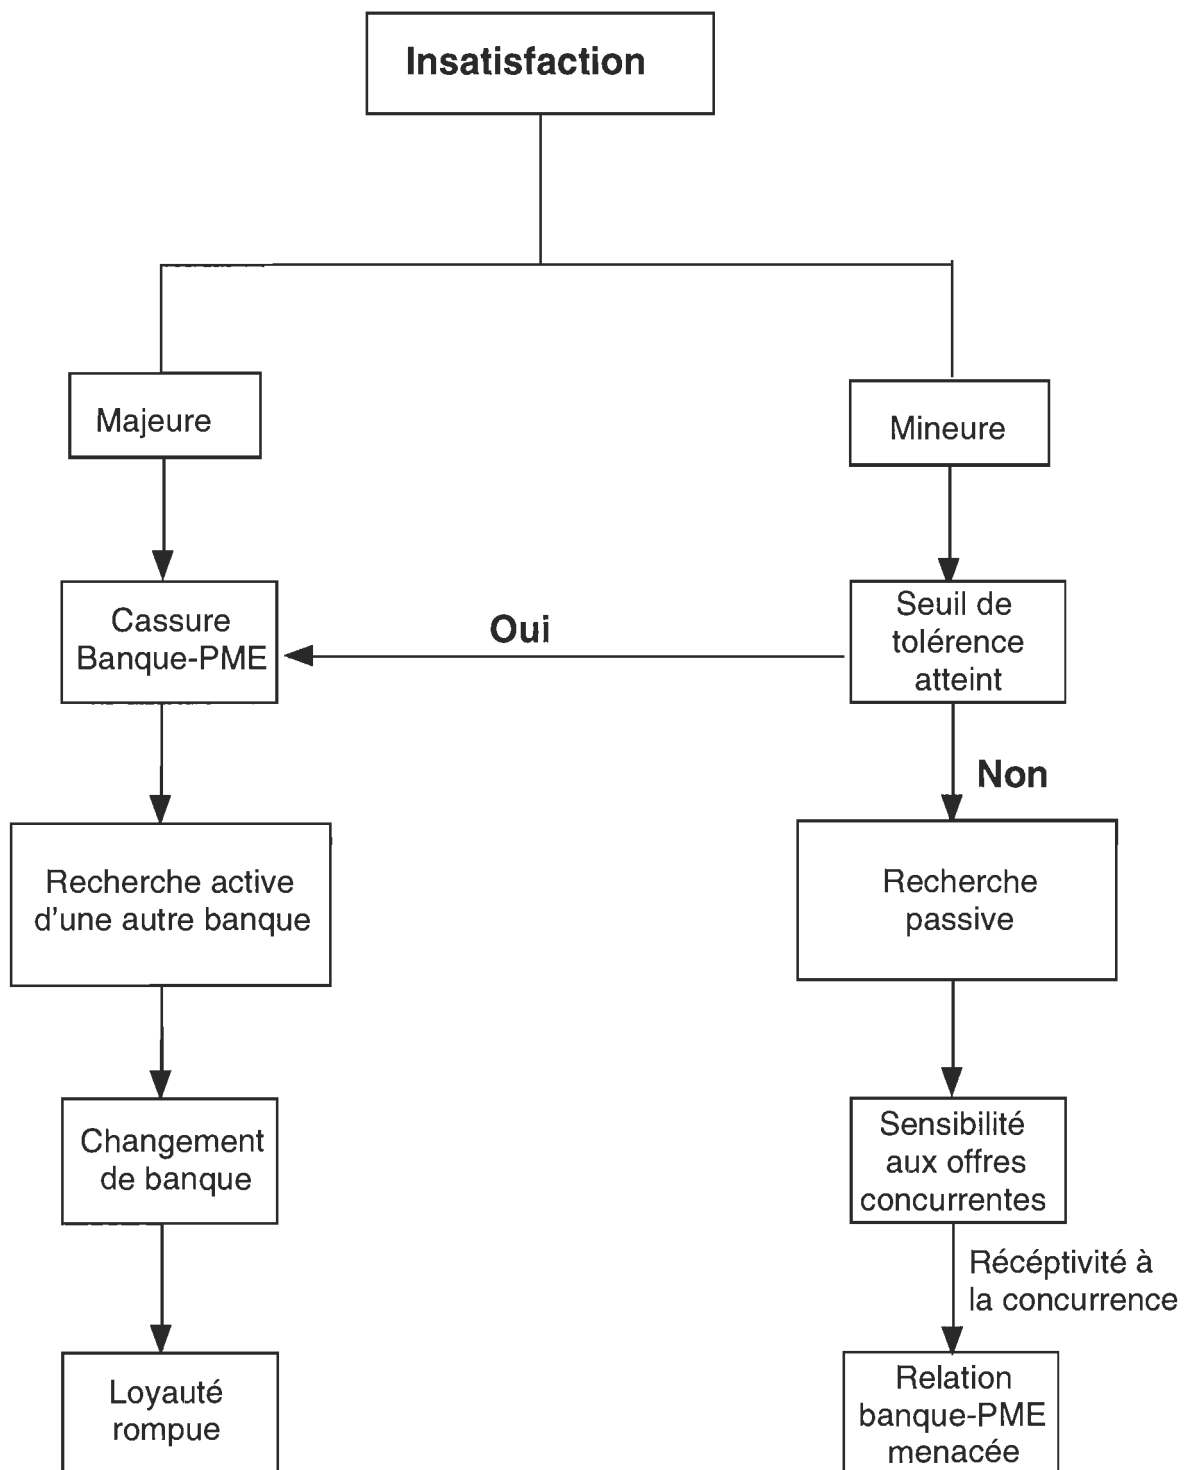 Insatisfaction
Majeure
Mineure
Cassure
Banque-PME
Oui
Seuil de
tolérence
atteint
Non
Recherche active
d'une autre banque
Recherche
passive
Changement
de banque
Sensibilité
aux offres
concurrentes
Récéptivité à
la concurrence
Loyauté
rompue
Relation
banque-PME
menacée